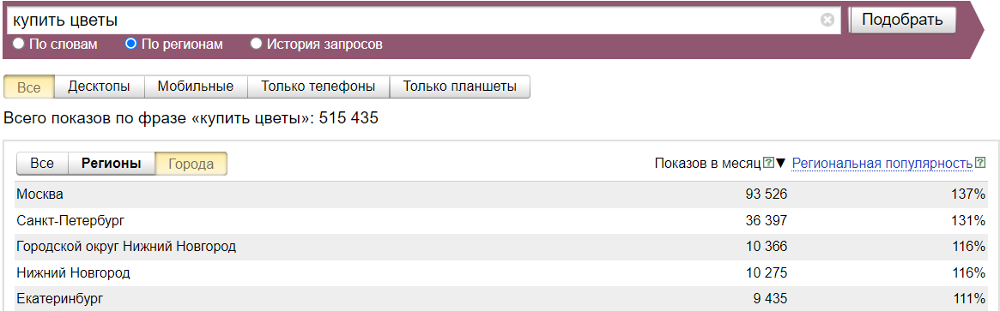 купить цветы Подобрать
По словам По регионам История запросов
Все Десктопы Мобильные Только телефоны Только планшеты
Всего показов по фразе «купить цветы»: 515 435
Все Регионы Города Показов в месяц ? ▼ Региональная популярность ?
Москва 93 526 137%
Санкт-Петербург 36 397 131%
Городской округ Нижний Новгород 10 366 116%
Нижний Новгород 10 275 116%
Екатеринбург 9 435 111%